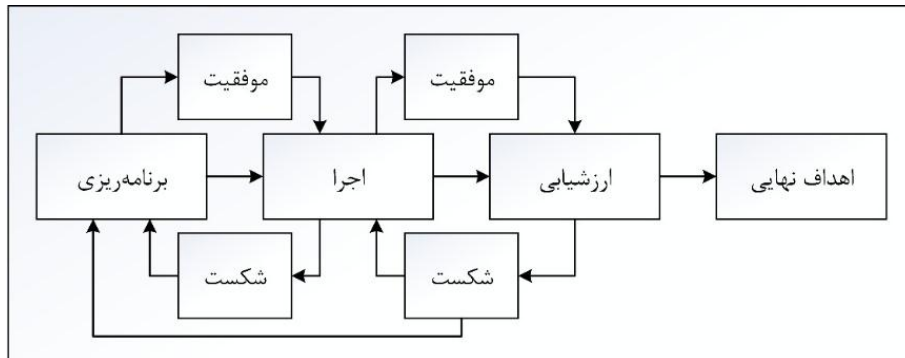 موفقیت
موفقیت
برنامه‌ریزی
اجرا
ارزشیابی
اهداف نهایی
شکست
شکست